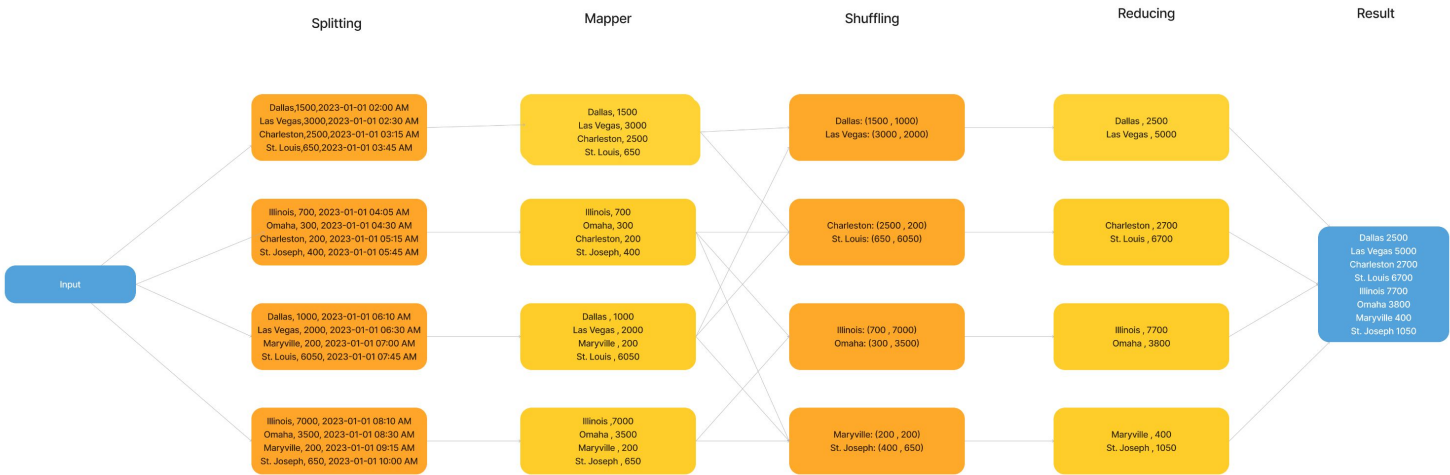 Splitting
Mapper
Shuffling
Reducing
Result
Input
Dallas,1500,2023-01-01 02:00 AM
Las Vegas,3000,2023-01-01 02:30 AM
Charleston,2500,2023-01-01 03:15 AM
St. Louis,650,2023-01-01 03:45 AM
Illinois, 700, 2023-01-01 04:05 AM
Omaha, 300, 2023-01-01 04:30 AM
Charleston, 200, 2023-01-01 05:15 AM
St. Joseph, 400, 2023-01-01 05:45 AM
Dallas, 1000, 2023-01-01 06:10 AM
Las Vegas, 2000, 2023-01-01 06:30 AM
Maryville, 200, 2023-01-01 07:00 AM
St. Louis, 6050, 2023-01-01 07:45 AM
Illinois, 7000, 2023-01-01 08:10 AM
Omaha, 3500, 2023-01-01 08:30 AM
Maryville, 200, 2023-01-01 09:15 AM
St. Joseph, 650, 2023-01-01 10:00 AM
Dallas, 1500
Las Vegas, 3000
Charleston, 2500
St. Louis, 650
Illinois, 700
Omaha, 300
Charleston, 200
St. Joseph, 400
Dallas , 1000
Las Vegas , 2000
Maryville , 200
St. Louis , 6050
Illinois ,7000
Omaha , 3500
Maryville , 200
St. Joseph , 650
Dallas: (1500 , 1000)
Las Vegas: (3000 , 2000)
Charleston: (2500 , 200)
St. Louis: (650 , 6050)
Illinois: (700 , 7000)
Omaha: (300 , 3500)
Maryville: (200 , 200)
St. Joseph: (400 , 650)
Dallas , 2500
Las Vegas , 5000
Charleston , 2700
St. Louis , 6700
Illinois , 7700
Omaha , 3800
Maryville , 400
St. Joseph , 1050
Dallas 2500
Las Vegas 5000
Charleston 2700
St. Louis 6700
Illinois 7700
Omaha 3800
Maryville 400
St. Joseph 1050